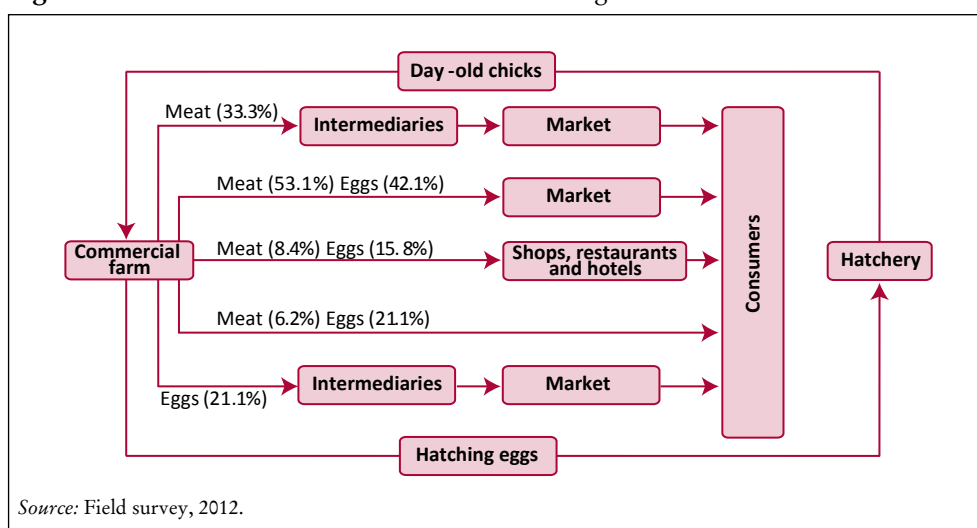 Day -old chicks
Meat (33.3%)
Intermediaries
Market
Meat (53.1%) Eggs (42.1%)
Market
Commercial
farm
Meat (8.4%) Eggs (15.8%)
Shops, restaurants
and hotels
Consumers
Hatchery
Meat (6.2%) Eggs (21.1%)
Eggs (21.1%)
Intermediaries
Market
Hatching eggs
Source: Field survey, 2012.